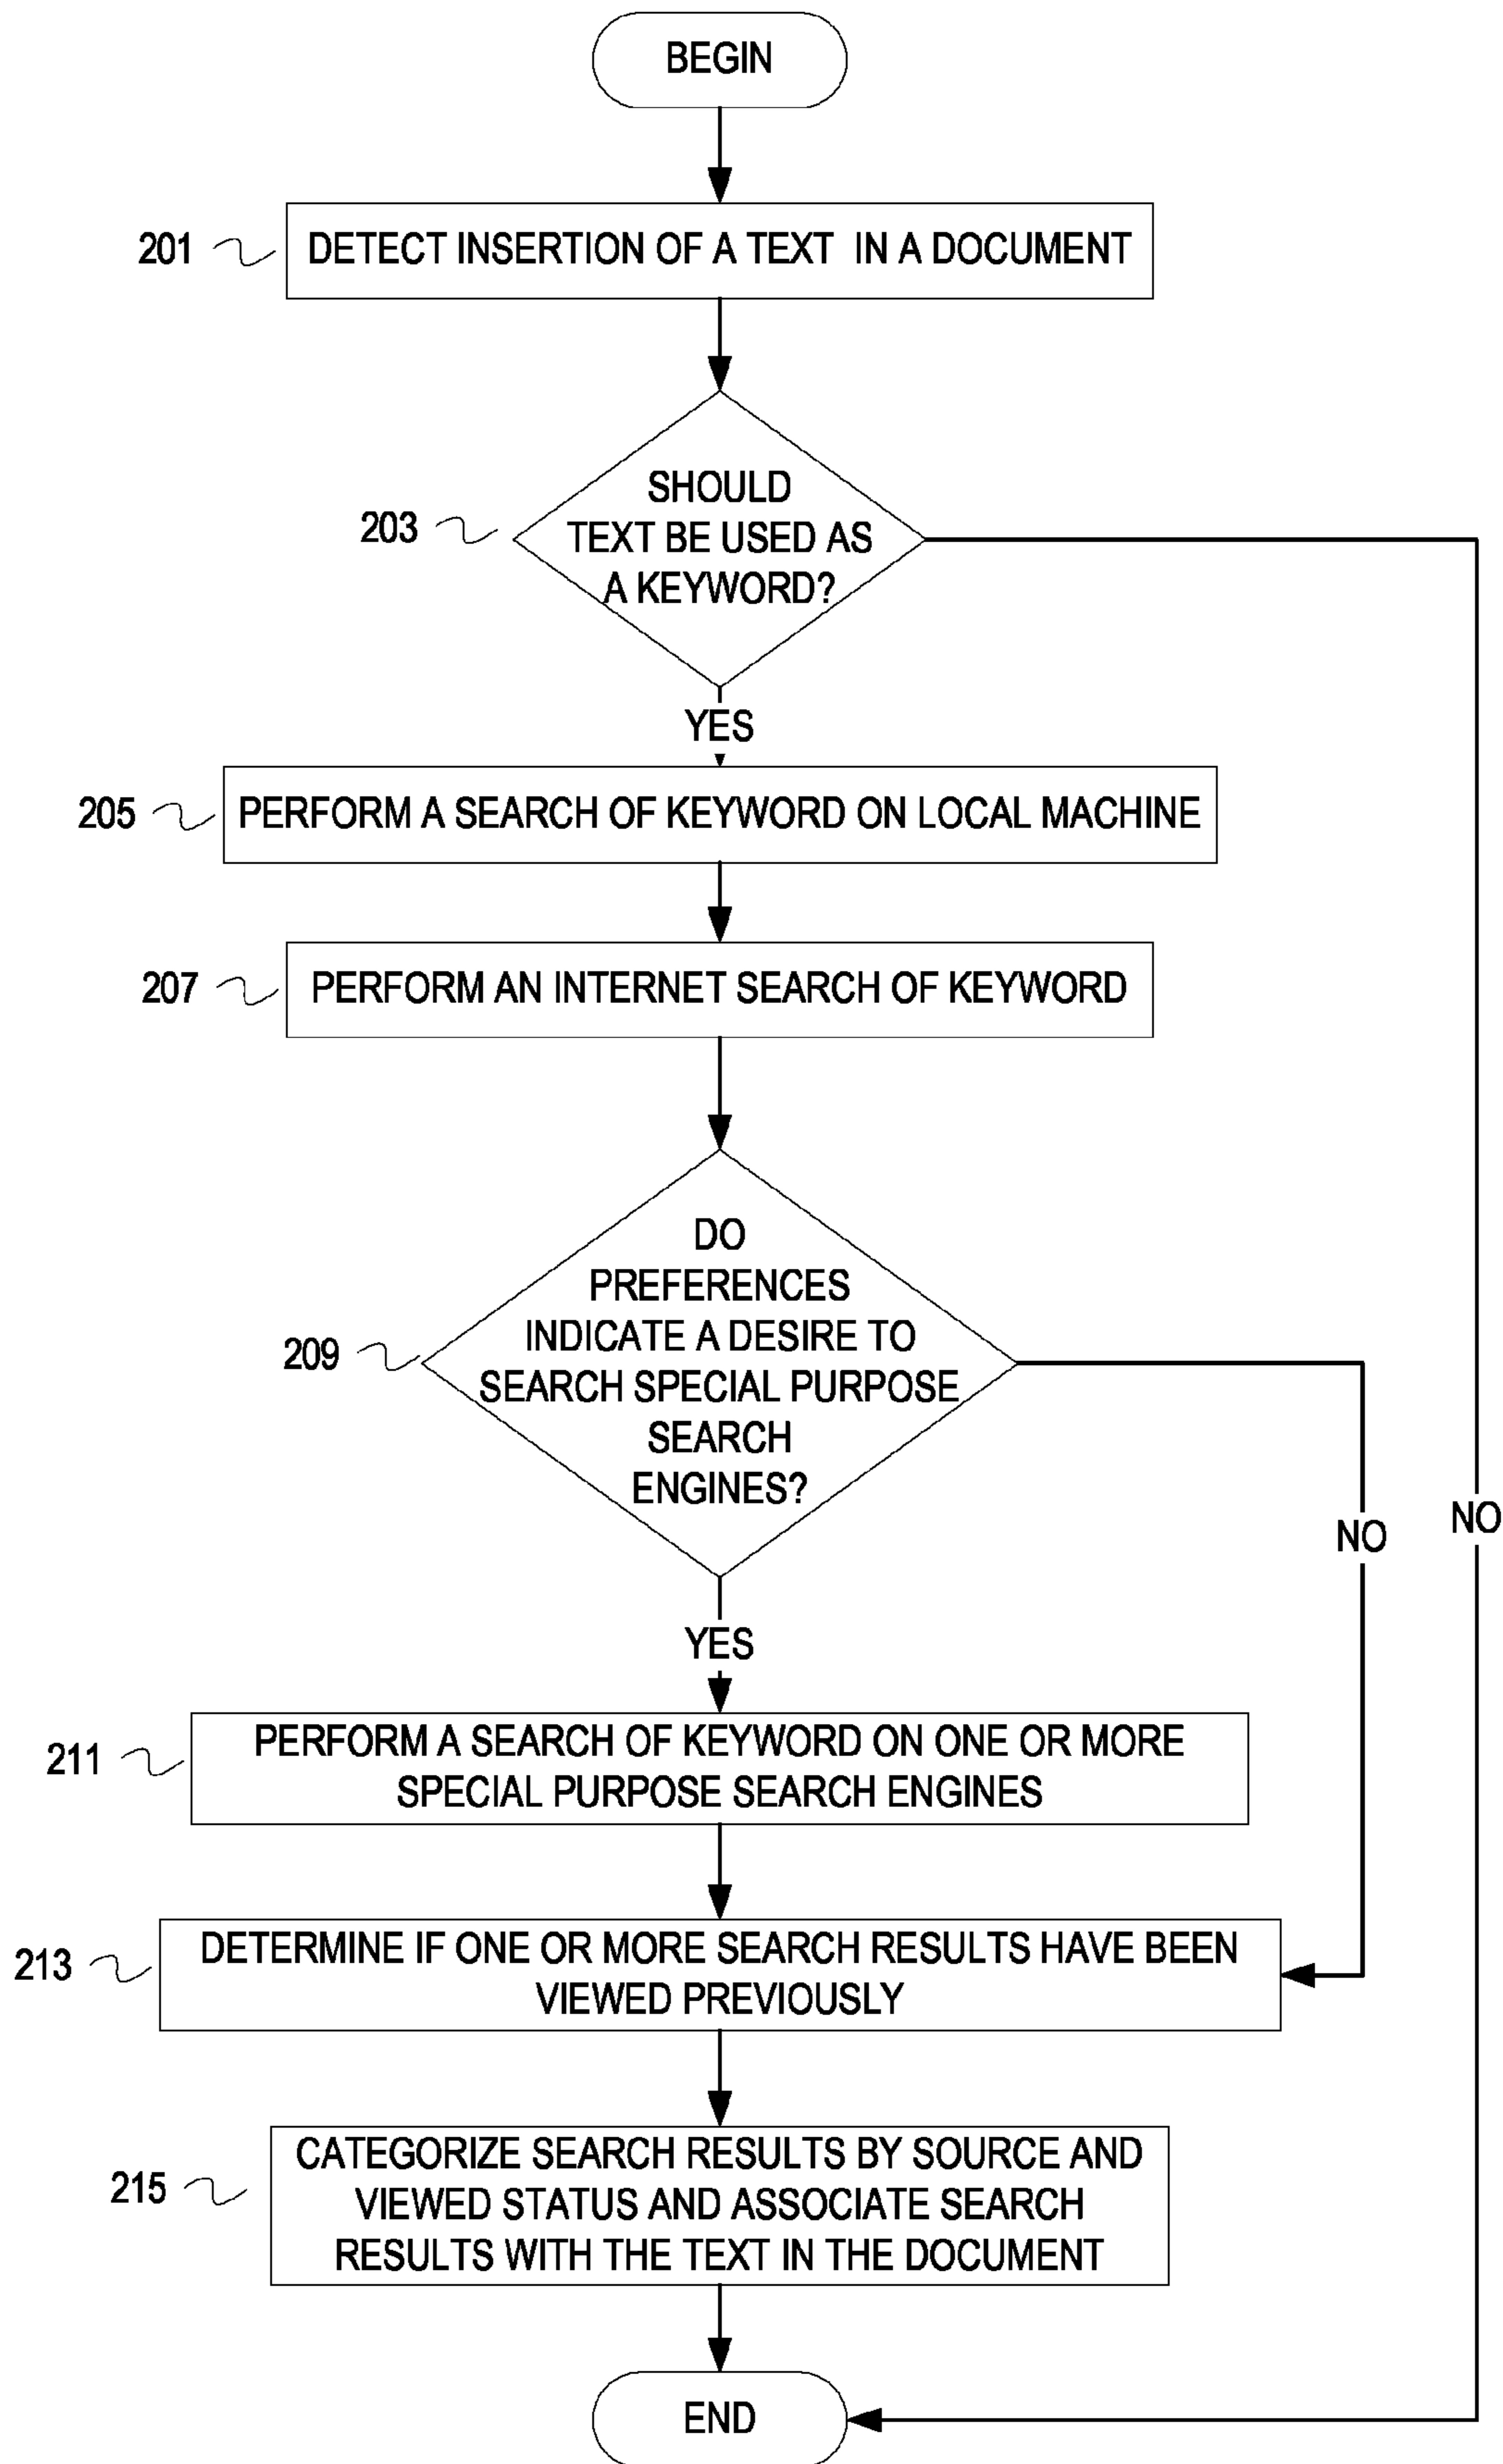 BEGIN
201
DETECT INSERTION OF A TEXT IN A DOCUMENT
SHOULD
203
TEXT BE USED AS
A KEYWORD?
YES
205
PERFORM A SEARCH OF KEYWORD ON LOCAL MACHINE
207
PERFORM AN INTERNET SEARCH OF KEYWORD
DO
PREFERENCES
INDICATE A DESIRE TO
209
SEARCH SPECIAL PURPOSE
SEARCH
ENGINES?
NO
NO
YES
211
PERFORM A SEARCH OF KEYWORD ON ONE OR MORE
SPECIAL PURPOSE SEARCH ENGINES
213
DETERMINE IF ONE OR MORE SEARCH RESULTS HAVE BEEN
VIEWED PREVIOUSLY
215
CATEGORIZE SEARCH RESULTS BY SOURCE AND
VIEWED STATUS AND ASSOCIATE SEARCH
RESULTS WITH THE TEXT IN THE DOCUMENT
END